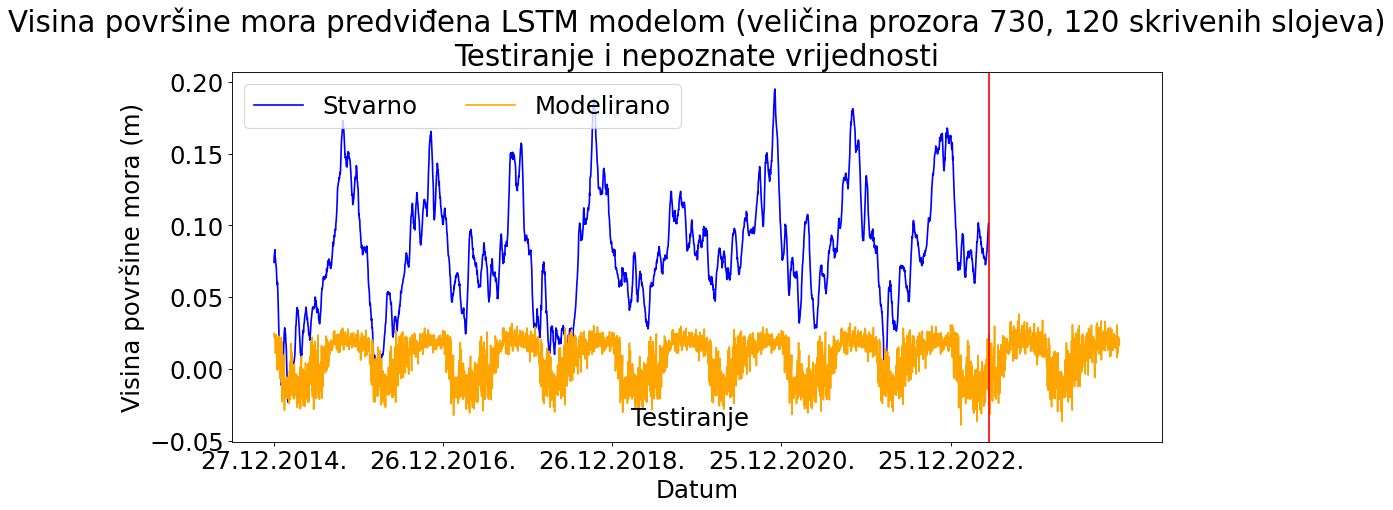 Visina površine mora predviđena LSTM modelom (veličina prozora 730, 120 skrivenih slojeva)
Testiranje i nepoznate vrijednosti
Stvarno Modelirano
Visina površine mora (m)
0.20
0.15
0.10
0.05
0.00
−0.05
Testiranje
27.12.2014. 26.12.2016. 26.12.2018. 25.12.2020. 25.12.2022.
Datum